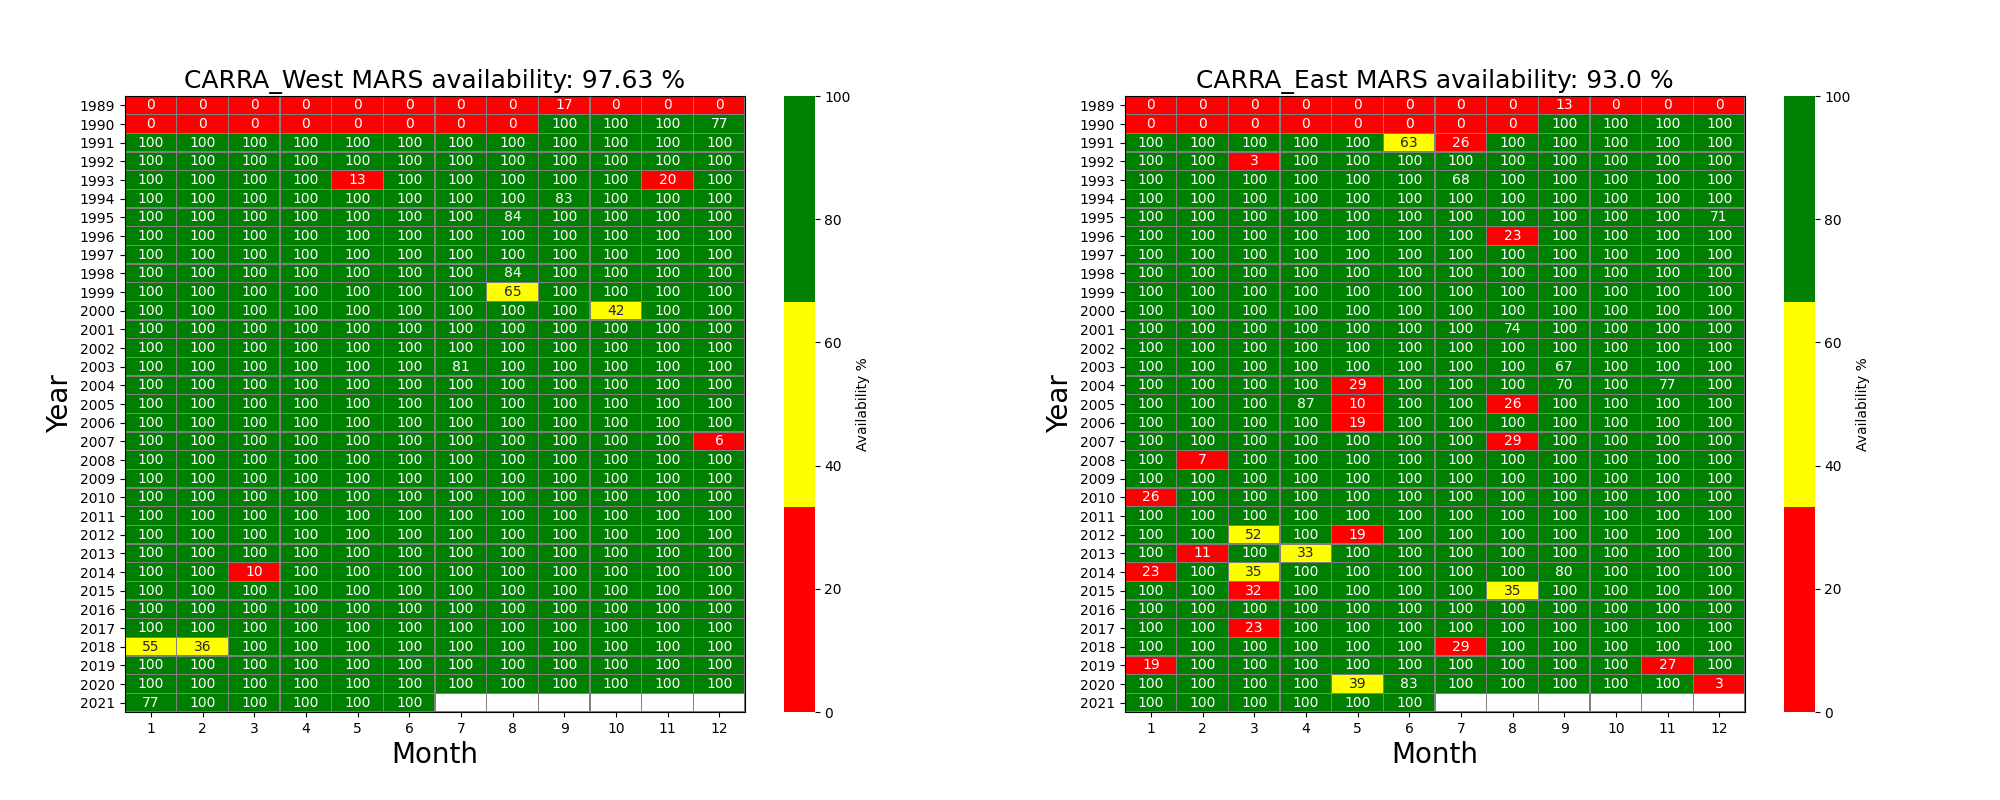 CARRA_West MARS availability: 97.63 %
1989 0 0 0 0 0 0 0 0 17 0 0 0
1990 0 0 0 0 0 0 0 0 100 100 100 77
1991 100 100 100 100 100 100 100 100 100 100 100 100
1992 100 100 100 100 100 100 100 100 100 100 100 100
1993 100 100 100 100 13 100 100 100 100 100 20 100
1994 100 100 100 100 100 100 100 100 83 100 100 100
1995 100 100 100 100 100 100 100 84 100 100 100 100
1996 100 100 100 100 100 100 100 100 100 100 100 100
1997 100 100 100 100 100 100 100 100 100 100 100 100
1998 100 100 100 100 100 100 100 84 100 100 100 100
1999 100 100 100 100 100 100 100 65 100 100 100 100
2000 100 100 100 100 100 100 100 100 100 42 100 100
2001 100 100 100 100 100 100 100 100 100 100 100 100
2002 100 100 100 100 100 100 100 100 100 100 100 100
2003 100 100 100 100 100 100 81 100 100 100 100 100
2004 100 100 100 100 100 100 100 100 100 100 100 100
2005 100 100 100 100 100 100 100 100 100 100 100 100
2006 100 100 100 100 100 100 100 100 100 100 100 100
2007 100 100 100 100 100 100 100 100 100 100 100 6
2008 100 100 100 100 100 100 100 100 100 100 100 100
2009 100 100 100 100 100 100 100 100 100 100 100 100
2010 100 100 100 100 100 100 100 100 100 100 100 100
2011 100 100 100 100 100 100 100 100 100 100 100 100
2012 100 100 100 100 100 100 100 100 100 100 100 100
2013 100 100 100 100 100 100 100 100 100 100 100 100
2014 100 100 10 100 100 100 100 100 100 100 100 100
2015 100 100 100 100 100 100 100 100 100 100 100 100
2016 100 100 100 100 100 100 100 100 100 100 100 100
2017 100 100 100 100 100 100 100 100 100 100 100 100
2018 55 36 100 100 100 100 100 100 100 100 100 100
2019 100 100 100 100 100 100 100 100 100 100 100 100
2020 100 100 100 100 100 100 100 100 100 100 100 100
2021 77 100 100 100 100 100
1 2 3 4 5 6 7 8 9 10 11 12
Month
Year
100
80
60
40
20
0
Availability %
CARRA_East MARS availability: 93.0 %
1989 0 0 0 0 0 0 0 0 13 0 0 0
1990 0 0 0 0 0 0 0 0 100 100 100 100
1991 100 100 100 100 100 63 26 100 100 100 100 100
1992 100 100 3 100 100 100 100 100 100 100 100 100
1993 100 100 100 100 100 100 68 100 100 100 100 100
1994 100 100 100 100 100 100 100 100 100 100 100 100
1995 100 100 100 100 100 100 100 100 100 100 100 71
1996 100 100 100 100 100 100 100 23 100 100 100 100
1997 100 100 100 100 100 100 100 100 100 100 100 100
1998 100 100 100 100 100 100 100 100 100 100 100 100
1999 100 100 100 100 100 100 100 100 100 100 100 100
2000 100 100 100 100 100 100 100 100 100 100 100 100
2001 100 100 100 100 100 100 100 74 100 100 100 100
2002 100 100 100 100 100 100 100 100 100 100 100 100
2003 100 100 100 100 100 100 100 100 67 100 100 100
2004 100 100 100 100 29 100 100 100 70 100 77 100
2005 100 100 100 87 10 100 100 26 100 100 100 100
2006 100 100 100 100 19 100 100 100 100 100 100 100
2007 100 100 100 100 100 100 100 29 100 100 100 100
2008 100 7 100 100 100 100 100 100 100 100 100 100
2009 100 100 100 100 100 100 100 100 100 100 100 100
2010 26 100 100 100 100 100 100 100 100 100 100 100
2011 100 100 100 100 100 100 100 100 100 100 100 100
2012 100 100 52 100 19 100 100 100 100 100 100 100
2013 100 11 100 33 100 100 100 100 100 100 100 100
2014 23 100 35 100 100 100 100 100 80 100 100 100
2015 100 100 32 100 100 100 100 35 100 100 100 100
2016 100 100 100 100 100 100 100 100 100 100 100 100
2017 100 100 23 100 100 100 100 100 100 100 100 100
2018 100 100 100 100 100 100 29 100 100 100 100 100
2019 19 100 100 100 100 100 100 100 100 100 27 100
2020 100 100 100 100 39 83 100 100 100 100 100 3
2021 100 100 100 100 100 100
1 2 3 4 5 6 7 8 9 10 11 12
Month
Year
100
80
60
40
20
0
Availability %